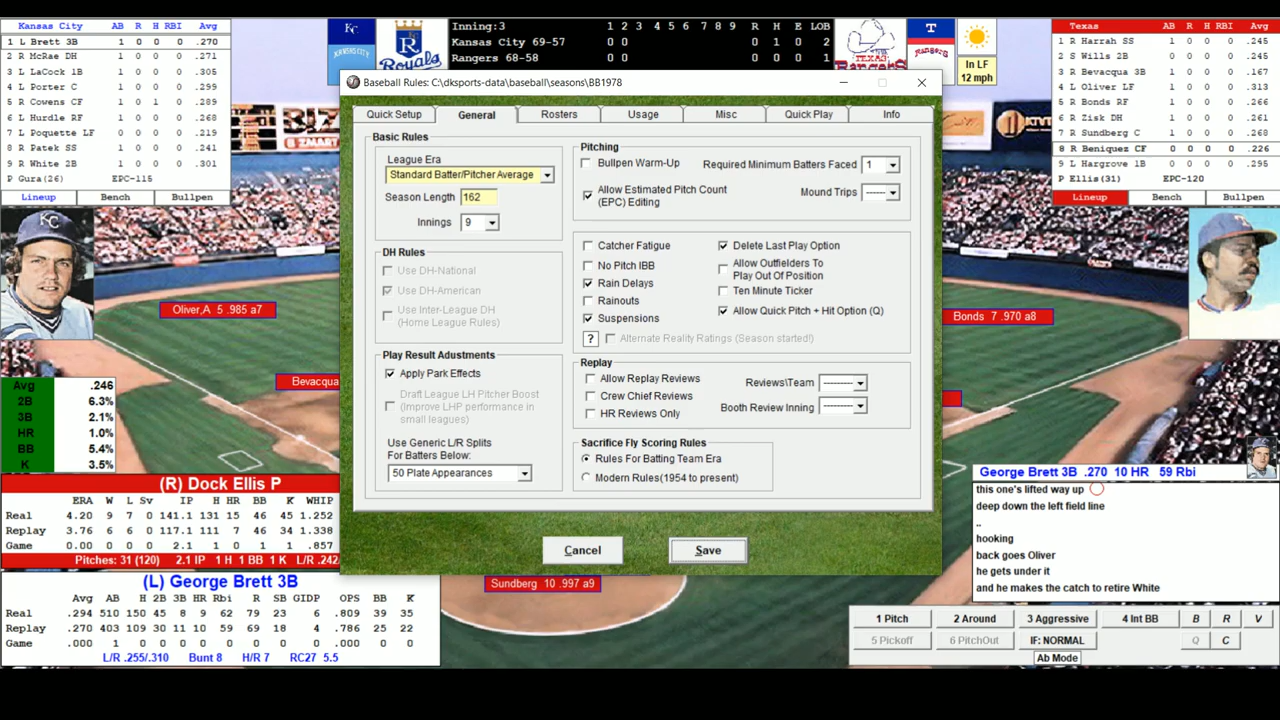 Kansas City AB R H RBI Avg
1 L Brett 3B 1 0 0 0 .270
2 R McRae DH 1 0 0 0 .271
3 L LaCock 1B 1 0 0 0 .305
4 L Porter C 1 0 0 0 .299
5 R Cowens CF 1 0 1 0 .289
6 L Hurdle RF 1 0 0 0 .268
7 L Poquette LF 0 0 0 0 .219
8 R Patek SS 1 0 0 0 .241
9 R White 2B 1 0 0 0 .301
P Gura(26) EPC-115
Lineup Bench Bullpen
KC
KANSAS CITY
Royals
Inning:3 1 2 3 4 5 6 7 8 9 R H E LOB
Kansas City 69-57 0 0 0 1 0 2
Rangers 68-58 0 0 0 0 0 1
TEXAS
T
RANGERS
In LF
12 mph
Texas AB R H RBI Avg
1 R Harrah SS 1 0 0 0 .245
2 S Wills 2B 1 0 0 0 .245
3 R Bevacqua 3B 1 0 0 0 .167
4 L Oliver LF 1 0 0 0 .313
5 R Bonds RF 1 0 0 0 .266
6 R Zisk DH 1 0 0 0 .261
7 R Sundberg C 1 0 0 0 .268
8 R Beniquez CF 0 0 0 0 .226
9 L Hargrove 1B 0 0 0 0 .295
P Ellis(31) EPC-120
Lineup Bench Bullpen
Baseball Rules: C:\dksports-data\baseball\seasons\BB1978
Quick Setup General Rosters Usage Misc Quick Play Info
Basic Rules
League Era
Standard Batter/Pitcher Average
Season Length 162
Innings 9
DH Rules
Use DH-National
Use DH-American
Use Inter-League DH
(Home League Rules)
Play Result Adjustments
Apply Park Effects
Draft League LH Pitcher Boost
(Improve LHP performance in
small leagues)
Use Generic L/R Splits
For Batters Below:
50 Plate Appearances
Pitching
Bullpen Warm-Up
Required Minimum Batters Faced 1
Allow Estimated Pitch Count
(EPC) Editing
Mound Trips ------
Catcher Fatigue
No Pitch IBB
Rain Delays
Rainouts
Suspensions
Delete Last Play Option
Allow Outfielders To
Play Out Of Position
Ten Minute Ticker
Allow Quick Pitch + Hit Option (Q)
? Alternate Reality Ratings (Season started!)
Replay
Allow Replay Reviews
Crew Chief Reviews
HR Reviews Only
Reviews\Team ---------
Booth Review Inning ---------
Sacrifice Fly Scoring Rules
Rules For Batting Team Era
Modern Rules(1954 to present)
Cancel Save
Oliver,A 5 .985 a7
Bonds 7 .970 a8
Bevacqua
Sundberg 10 .997 a9
Avg .246
2B 6.3%
3B 2.1%
HR 1.0%
BB 5.4%
K 3.5%
(R) Dock Ellis P
ERA W L Sv IP H HR BB K WHIP
Real 4.20 9 7 0 141.1 131 15 46 45 1.252
Replay 3.76 6 6 0 117.1 111 7 46 34 1.338
Game 0.00 0 0 0 2.1 1 0 1 1 .857
Pitches: 31 (120) 2.1 IP 1 H 1 BB 1 K L/R .242
(L) George Brett 3B
Avg AB H 2B 3B HR Rbi R SB GIDP OPS BB K
Real .294 510 150 45 8 9 62 79 23 6 .809 39 35
Replay .270 403 109 30 11 10 59 69 18 4 .786 25 22
Game .000 1 0 0 0 0 0 0 0 0 .000 0 0
L/R .255/.310 Bunt 8 H/R 7 RC27 5.5
George Brett 3B .270 10 HR 59 Rbi
this one's lifted way up
deep down the left field line
..
hooking
back goes Oliver
he gets under it
and he makes the catch to retire White
1 Pitch 2 Around 3 Aggressive 4 Int BB B R V
5 Pickoff 6 PitchOut IF: NORMAL Q C
Ab Mode